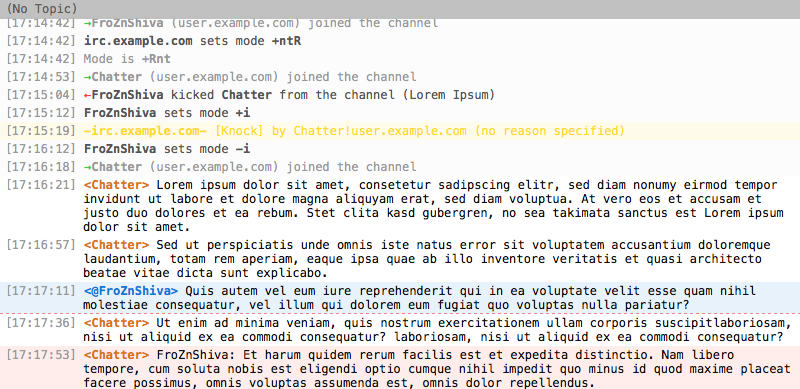 (No Topic)
[17:14:42] →FroZnShiva (user.example.com) joined the channel
[17:14:42] irc.example.com sets mode +ntR
[17:14:42] Mode is +Rnt
[17:14:53] →Chatter (user.example.com) joined the channel
[17:15:04] ←FroZnShiva kicked Chatter from the channel (Lorem Ipsum)
[17:15:12] FroZnShiva sets mode +i
[17:15:19] -irc.example.com- [Knock] by Chatter!user.example.com (no reason specified)
[17:16:12] FroZnShiva sets mode -i
[17:16:18] →Chatter (user.example.com) joined the channel
[17:16:21] <Chatter> Lorem ipsum dolor sit amet, consetetur sadipscing elitr, sed diam nonumy eirmod tempor
invidunt ut labore et dolore magna aliquyam erat, sed diam voluptua. At vero eos et accusam et
justo duo dolores et ea rebum. Stet clita kasd gubergren, no sea takimata sanctus est Lorem ipsum
dolor sit amet.
[17:16:57] <Chatter> Sed ut perspiciatis unde omnis iste natus error sit voluptatem accusantium doloremque
laudantium, totam rem aperiam, eaque ipsa quae ab illo inventore veritatis et quasi architecto
beatae vitae dicta sunt explicabo.
[17:17:11] <@FroZnShiva> Quis autem vel eum iure reprehenderit qui in ea voluptate velit esse quam nihil
molestiae consequatur, vel illum qui dolorem eum fugiat quo voluptas nulla pariatur?
[17:17:36] <Chatter> Ut enim ad minima veniam, quis nostrum exercitationem ullam corporis suscipitlaboriosam,
nisi ut aliquid ex ea commodi consequatur? laboriosam, nisi ut aliquid ex ea commodi consequatur?
[17:17:53] <Chatter> FroZnShiva: Et harum quidem rerum facilis est et expedita distinctio. Nam libero
tempore, cum soluta nobis est eligendi optio cumque nihil impedit quo minus id quod maxime placeat
facere possimus, omnis voluptas assumenda est, omnis dolor repellendus.